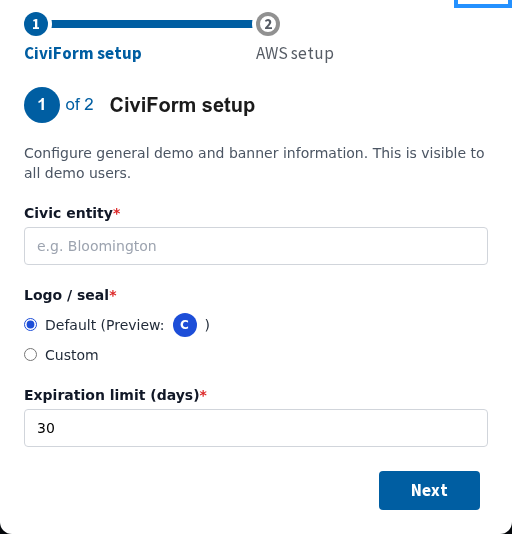 1
2
CiviForm setup
AWS setup
1 of 2 CiviForm setup
Configure general demo and banner information. This is visible to
all demo users.
Civic entity*
e.g. Bloomington
Logo / seal*
Default (Preview: C )
Custom
Expiration limit (days)*
30
Next